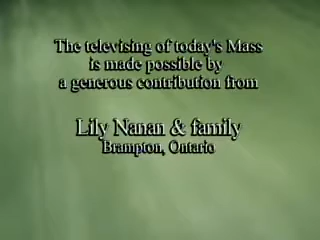 The televising of today's Mass
is made possible by
a generous contribution from
Lily Nanan & family
Brampton, Ontario